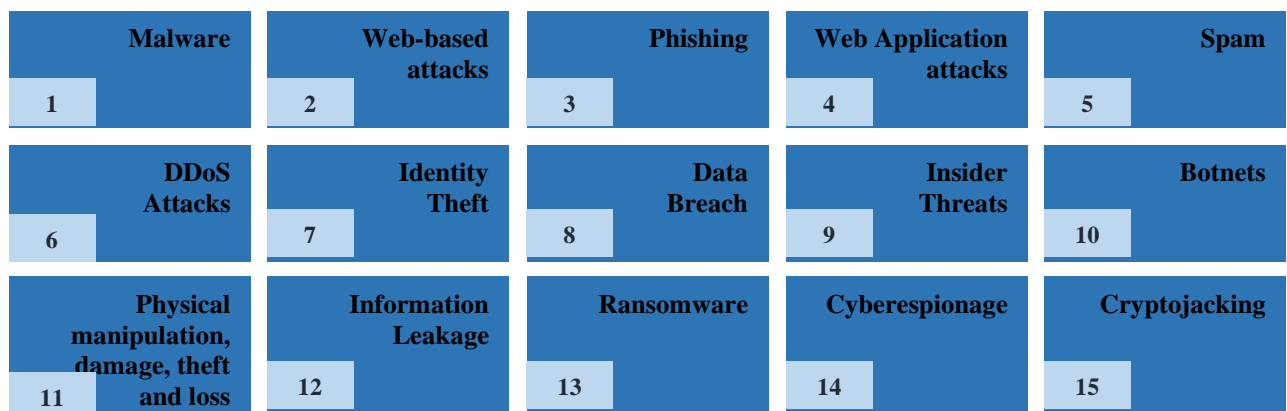 Malware
1
Web-based
attacks
2
Phishing
3
Web Application
attacks
4
Spam
5
DDoS
Attacks
6
Identity
Theft
7
Data
Breach
8
Insider
Threats
9
Botnets
10
Physical
manipulation,
damage, theft
and loss
11
Information
Leakage
12
Ransomware
13
Cyberespionage
14
Cryptojacking
15